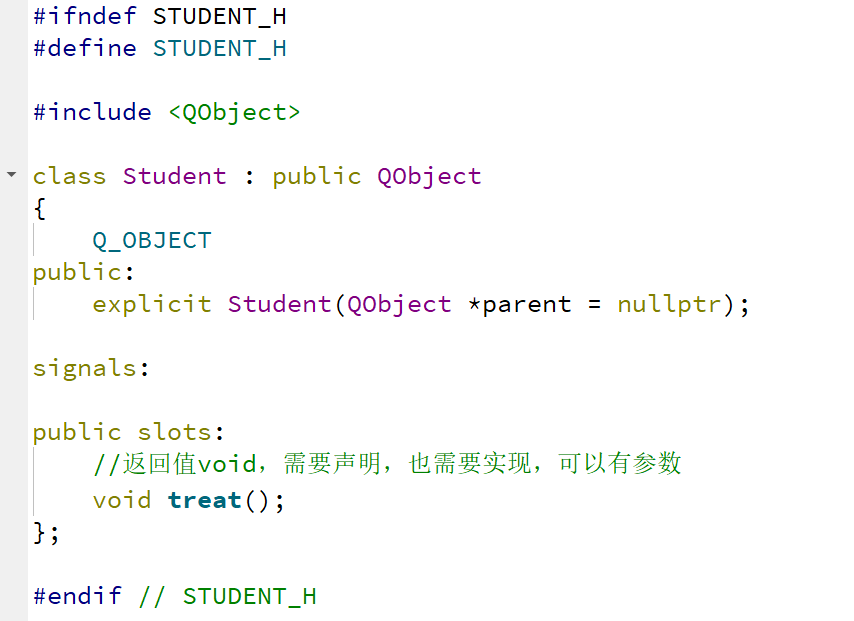 #ifndef STUDENT_H
#define STUDENT_H
#include <QObject>
class Student : public QObject
{
Q_OBJECT
public:
explicit Student(QObject *parent = nullptr);
signals:
public slots:
//返回值void，需要声明，也需要实现，可以有参数
void treat();
};
#endif // STUDENT_H